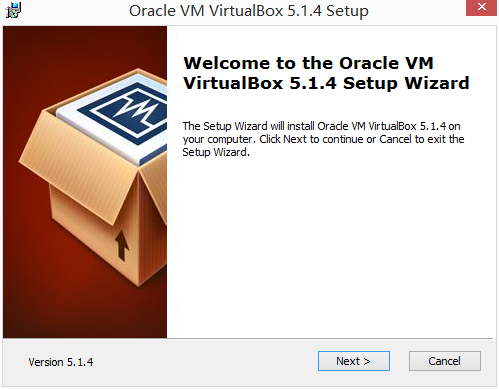 Oracle VM VirtualBox 5.1.4 Setup
Welcome to the Oracle VM
VirtualBox 5.1.4 Setup Wizard
The Setup Wizard will install Oracle VM VirtualBox 5.1.4 on
your computer. Click Next to continue or Cancel to exit the
Setup Wizard.
Version 5.1.4
Next >
Cancel